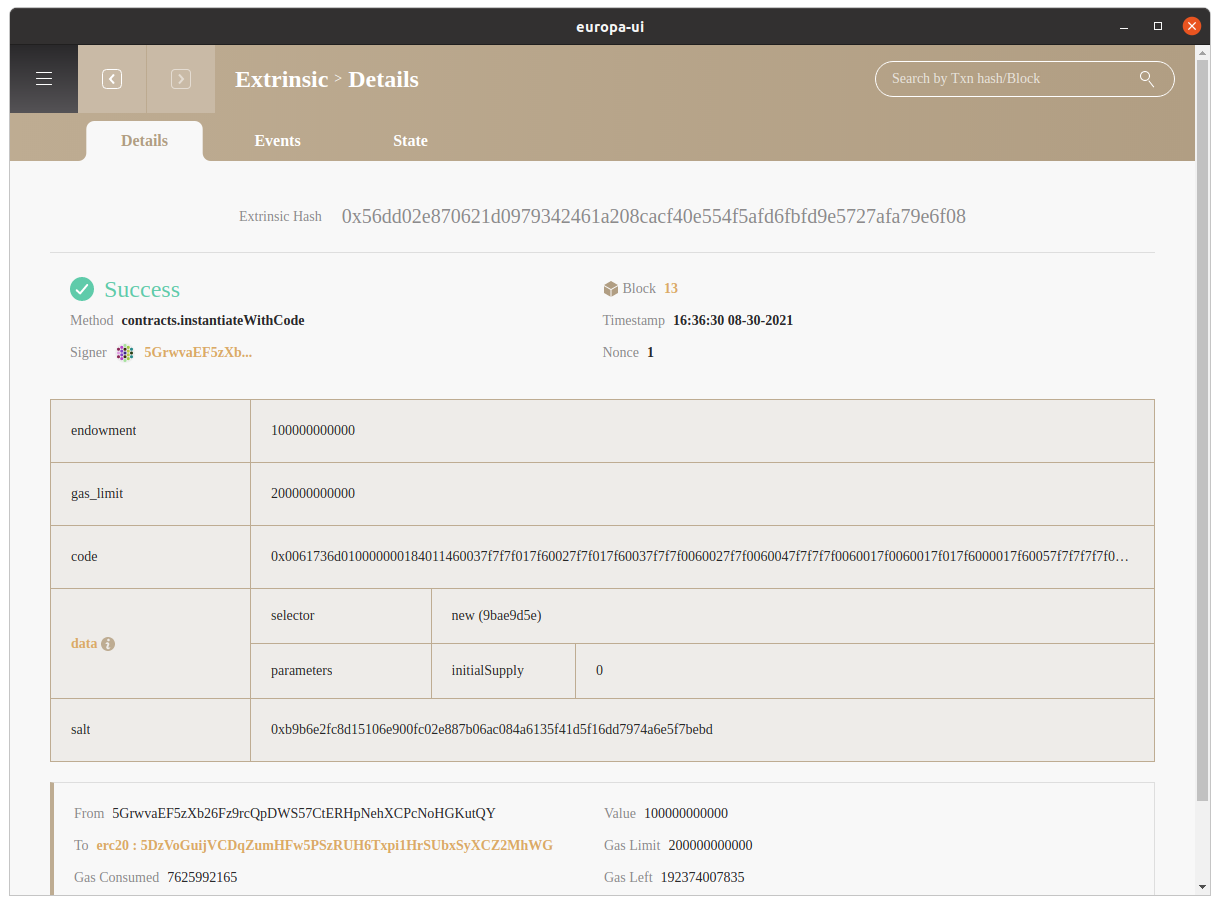 europa-ui
Extrinsic > Details
Search by Txn hash/Block
Details Events State
Extrinsic Hash 0x56dd02e870621d0979342461a208cacf40e554f5afd6fbfd9e5727afa79e6f08
Success
Block 13
Method contracts.instantiateWithCode
Timestamp 16:36:30 08-30-2021
Signer 5GrwvaEF5zXb...
Nonce 1
endowment 100000000000
gas_limit 200000000000
code 0x0061736d01000000018401146003​7f7f7f017f60027f7f017f60037f7f7f0060027f7f0060047f7f7f7f0060017f0060017f017f6000017f60057f7f7f7f7f0…
data
selector new (9bae9d5e)
parameters initialSupply 0
salt 0xb9b6e2fc8d15106e900fc02e887b06ac084a6135f41d5f16dd7974a6e5f7bebd
From 5GrwvaEF5zXb26Fz9rcQpDWS57CtERHpNehXCPcNoHGKutQY
Value 100000000000
To erc20 : 5DzVoGuijVCDqZumHFw5PSzRUH6Txpi1HrSUbxSyXCZ2MhWG
Gas Limit 200000000000
Gas Consumed 7625992165
Gas Left 192374007835